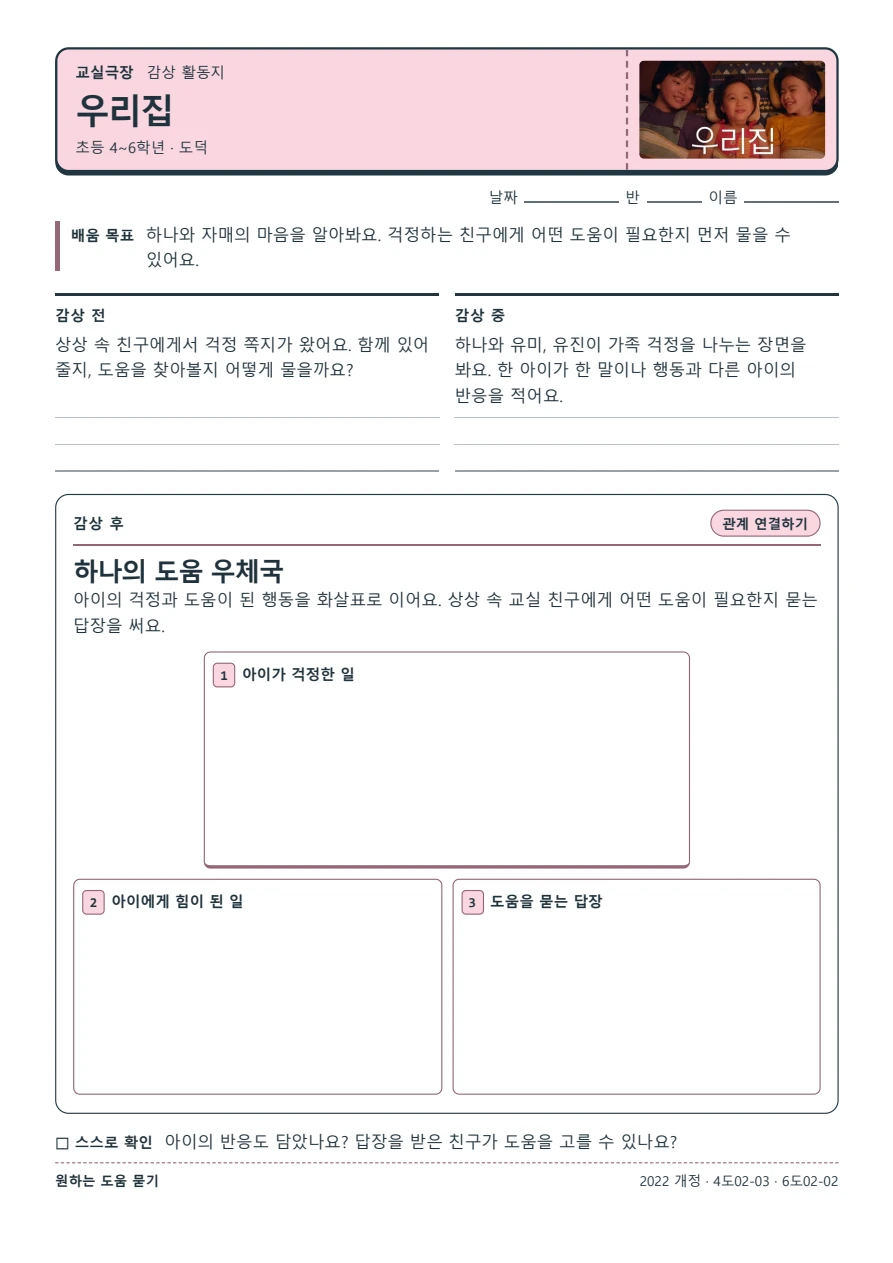 교실극장 감상 활동지
우리집
초등 4~6학년 · 도덕
우리집
날짜 반 이름
배움 목표 하나와 자매의 마음을 알아봐요. 걱정하는 친구에게 어떤 도움이 필요한지 먼저 물을 수
있어요.
감상 전
상상 속 친구에게서 걱정 쪽지가 왔어요. 함께 있어
줄지, 도움을 찾아볼지 어떻게 물을까요?
감상 중
하나와 유미, 유진이 가족 걱정을 나누는 장면을
봐요. 한 아이가 한 말이나 행동과 다른 아이의
반응을 적어요.
감상 후
관계 연결하기
하나의 도움 우체국
아이의 걱정과 도움이 된 행동을 화살표로 이어요. 상상 속 교실 친구에게 어떤 도움이 필요한지 묻는
답장을 써요.
1 아이가 걱정한 일
2 아이에게 힘이 된 일
3 도움을 묻는 답장
□ 스스로 확인 아이의 반응도 담았나요? 답장을 받은 친구가 도움을 고를 수 있나요?
원하는 도움 묻기
2022 개정 · 4도02-03 · 6도02-02